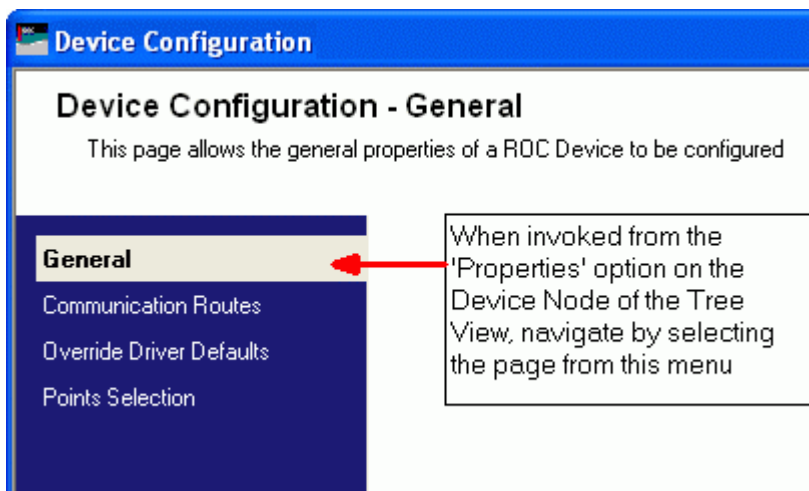 Device Configuration
Device Configuration - General
This page allows the general properties of a ROC Device to be configured
General
Communication Routes
Override Driver Defaults
Points Selection
When invoked from the
'Properties' option on the
Device Node of the Tree
View, navigate by selecting
the page from this menu